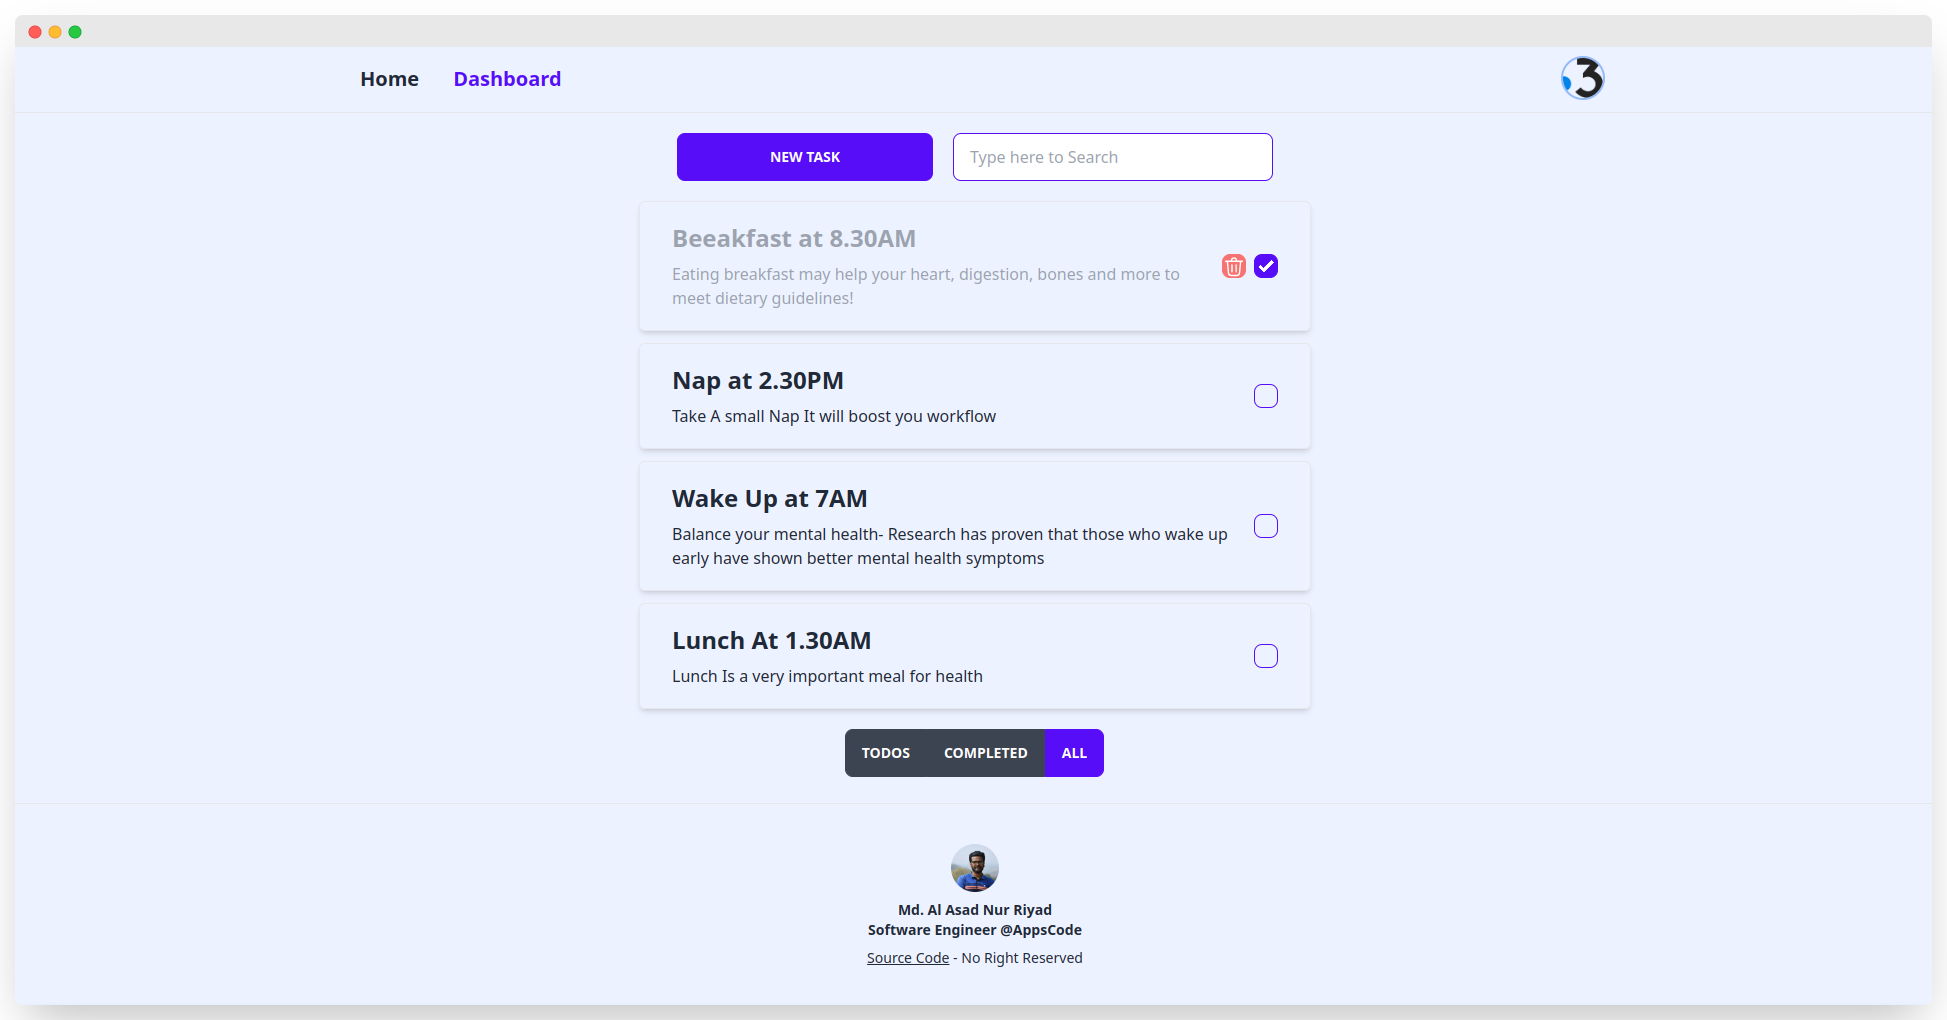 Home Dashboard
3
NEW TASK
Type here to Search
Beeakfast at 8.30AM
Eating breakfast may help your heart, digestion, bones and more to
meet dietary guidelines!
Nap at 2.30PM
Take A small Nap It will boost you workflow
Wake Up at 7AM
Balance your mental health- Research has proven that those who wake up
early have shown better mental health symptoms
Lunch At 1.30AM
Lunch Is a very important meal for health
TODOS COMPLETED ALL
Md. Al Asad Nur Riyad
Software Engineer @AppsCode
Source Code - No Right Reserved